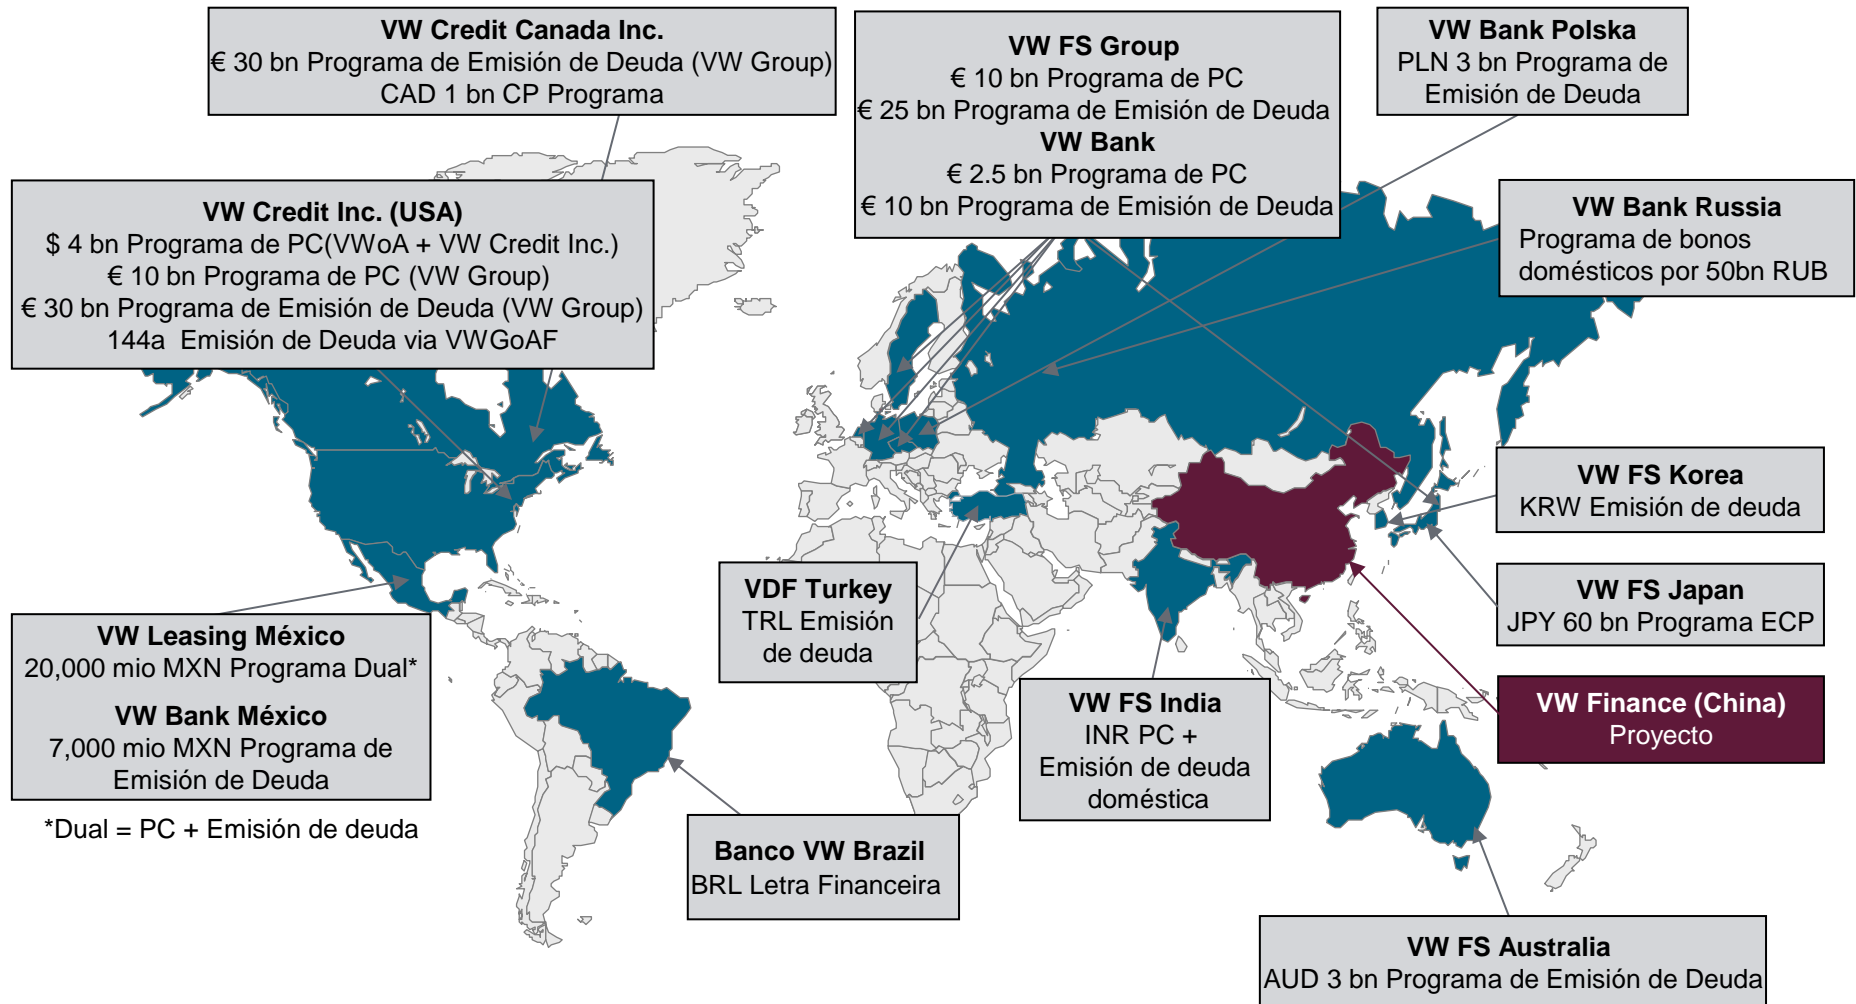 VW Credit Canada Inc.
€ 30 bn Programa de Emisión de Deuda (VW Group)
CAD 1 bn CP Programa
VW FS Group
€ 10 bn Programa de PC
€ 25 bn Programa de Emisión de Deuda
VW Bank
€ 2.5 bn Programa de PC
€ 10 bn Programa de Emisión de Deuda
VW Bank Polska
PLN 3 bn Programa de
Emisión de Deuda
VW Credit Inc. (USA)
$ 4 bn Programa de PC(VWoA + VW Credit Inc.)
€ 10 bn Programa de PC (VW Group)
€ 30 bn Programa de Emisión de Deuda (VW Group)
144a Emisión de Deuda via VWGoAF
VW Bank Russia
Programa de bonos
domésticos por 50bn RUB
VW FS Korea
KRW Emisión de deuda
VW FS Japan
JPY 60 bn Programa ECP
VW Finance (China)
Proyecto
VDF Turkey
TRL Emisión
de deuda
VW FS India
INR PC +
Emisión de deuda
doméstica
VW Leasing México
20,000 mio MXN Programa Dual*
VW Bank México
7,000 mio MXN Programa de
Emisión de Deuda
*Dual = PC + Emisión de deuda
Banco VW Brazil
BRL Letra Financeira
VW FS Australia
AUD 3 bn Programa de Emisión de Deuda